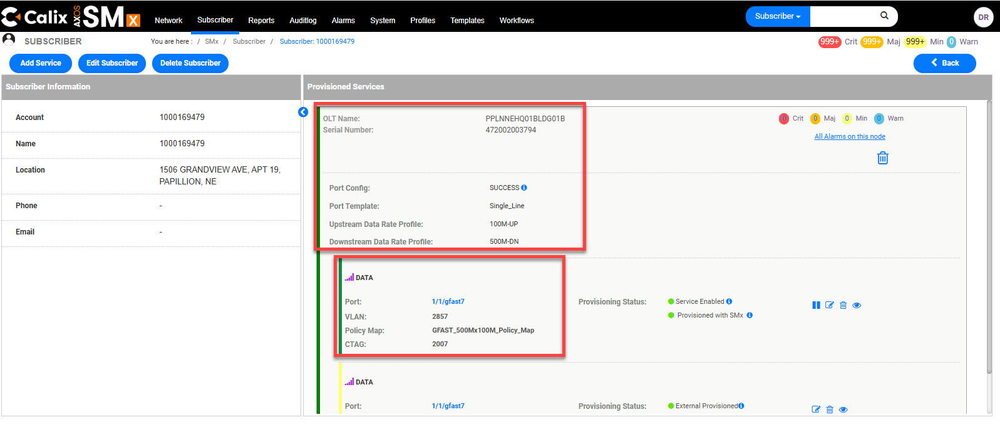 Calix AXOS SMx
Network Subscriber Reports Auditlog Alarms System Profiles Templates Workflows
Subscriber
DR
SUBSCRIBER
You are here : / SMx / Subscriber / Subscriber: 1000169479
999+ Crit 999+ Maj 999+ Min 0 Warn
Add Service Edit Subscriber Delete Subscriber
Back
Subscriber Information
Account 1000169479
Name 1000169479
Location 1506 GRANDVIEW AVE, APT 19,
PAPILLION, NE
Phone -
Email -
Provisioned Services
OLT Name: PPLNNEHQ01BLDG01B
Serial Number: 472002003794
0 Crit 0 Maj 0 Min 0 Warn
All Alarms on this node
Port Config: SUCCESS
Port Template: Single_Line
Upstream Data Rate Profile: 100M-UP
Downstream Data Rate Profile: 500M-DN
DATA
Port: 1/1/gfast7
VLAN: 2857
Policy Map: GFAST_500Mx100M_Policy_Map
CTAG: 2007
Provisioning Status: Service Enabled
Provisioned with SMx
DATA
Port: 1/1/gfast7
Provisioning Status: External Provisioned